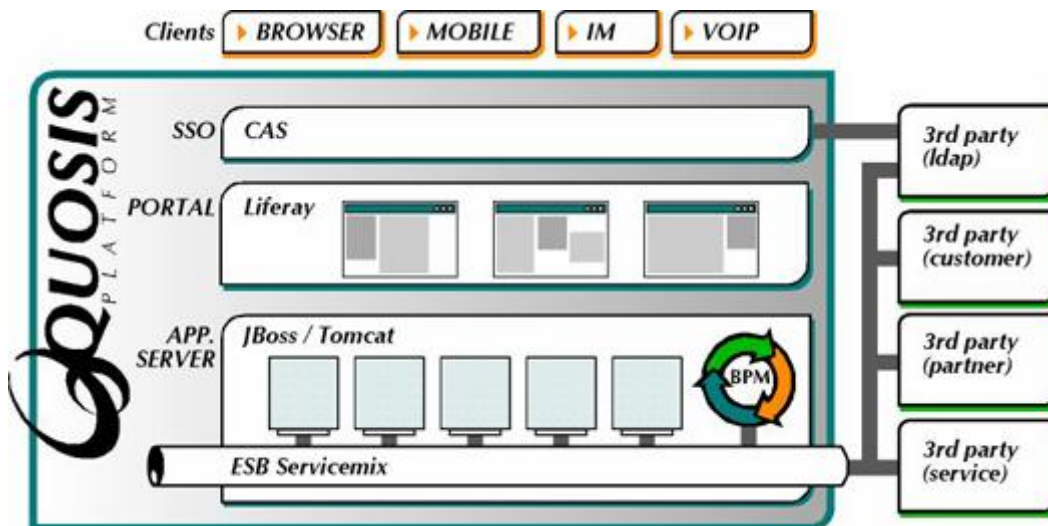 Clients
BROWSER
MOBILE
IM
VOIP
QUOSIS
PLATFORM
SSO
CAS
3rd party
(ldap)
PORTAL
Liferay
3rd party
(customer)
APP.
SERVER
JBoss / Tomcat
BPM
3rd party
(partner)
ESB Servicemix
3rd party
(service)